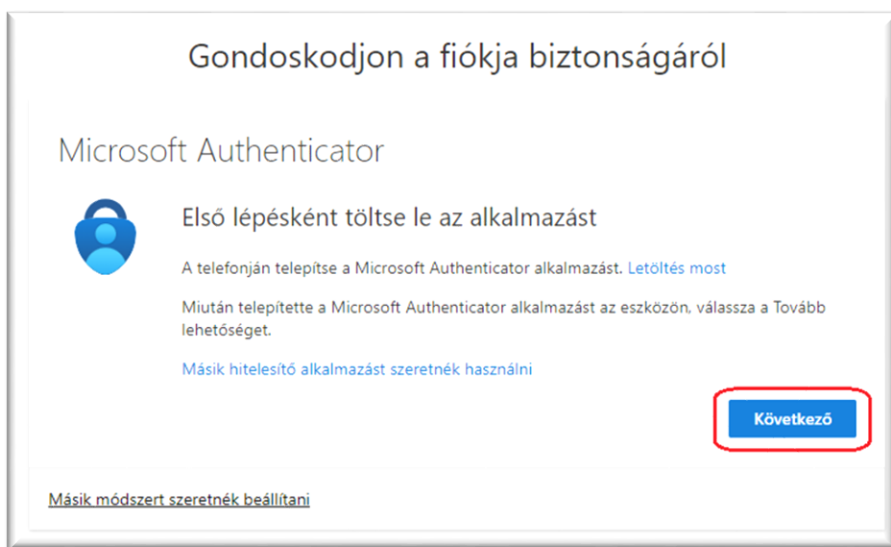 Gondoskodjon a fiókja biztonságáról
Microsoft Authenticator
Első lépésként töltse le az alkalmazást
A telefonján telepítse a Microsoft Authenticator alkalmazást. Letöltés most
Miután telepítette a Microsoft Authenticator alkalmazást az eszközön, válassza a Tovább
lehetőséget.
Másik hitelesítő alkalmazást szeretnék használni
Következő
Másik módszert szeretnék beállítani